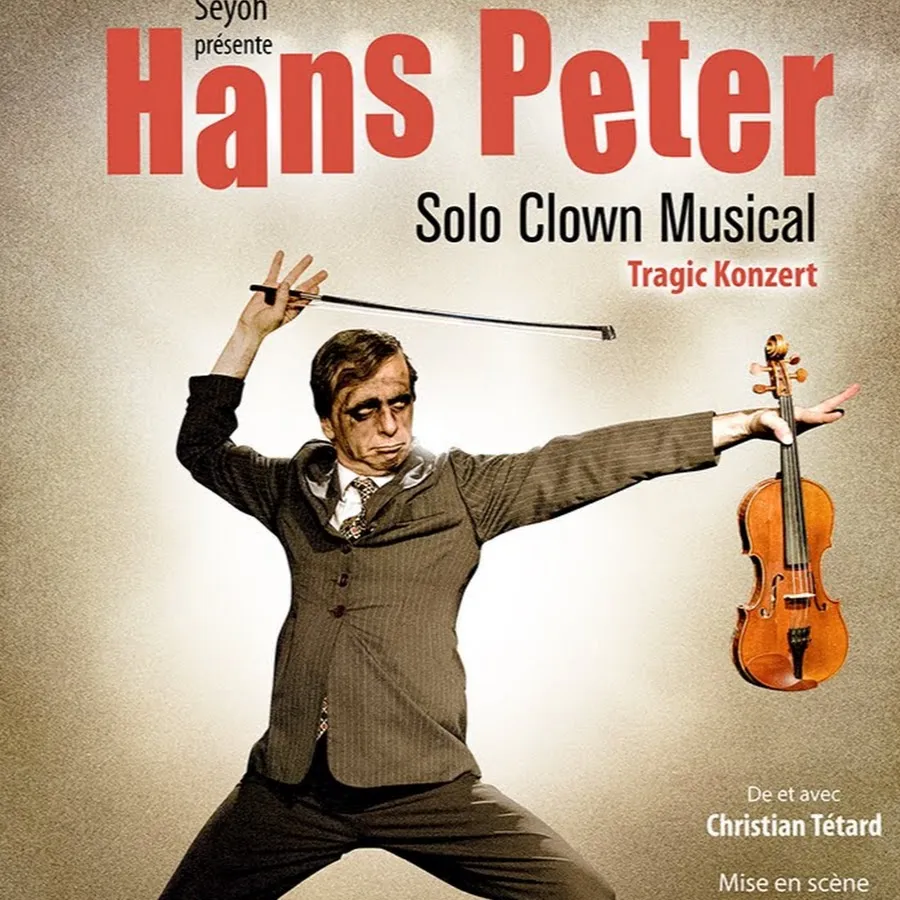 Seyon
présente
Hans Peter
Solo Clown Musical
Tragic Konzert
De et avec
Christian Tétard
Mise en scène